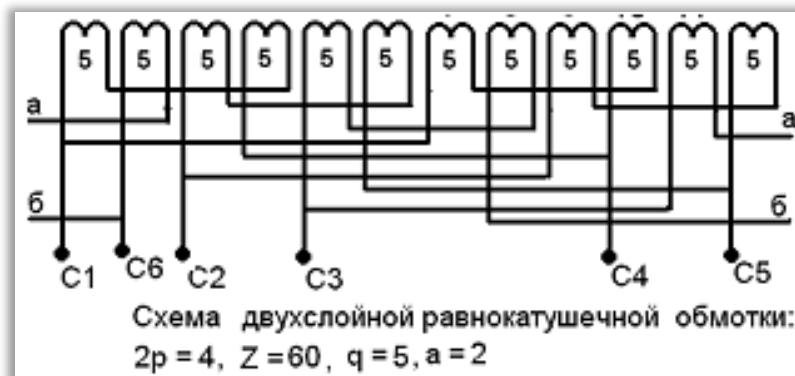 5 5 5 5 5 5 5 5 5 5 5 5
а а
б б
С1 С6 С2 С3 С4 С5
Схема двухслойной равнокатушечной обмотки:
2р = 4, Z = 60, q = 5, а = 2